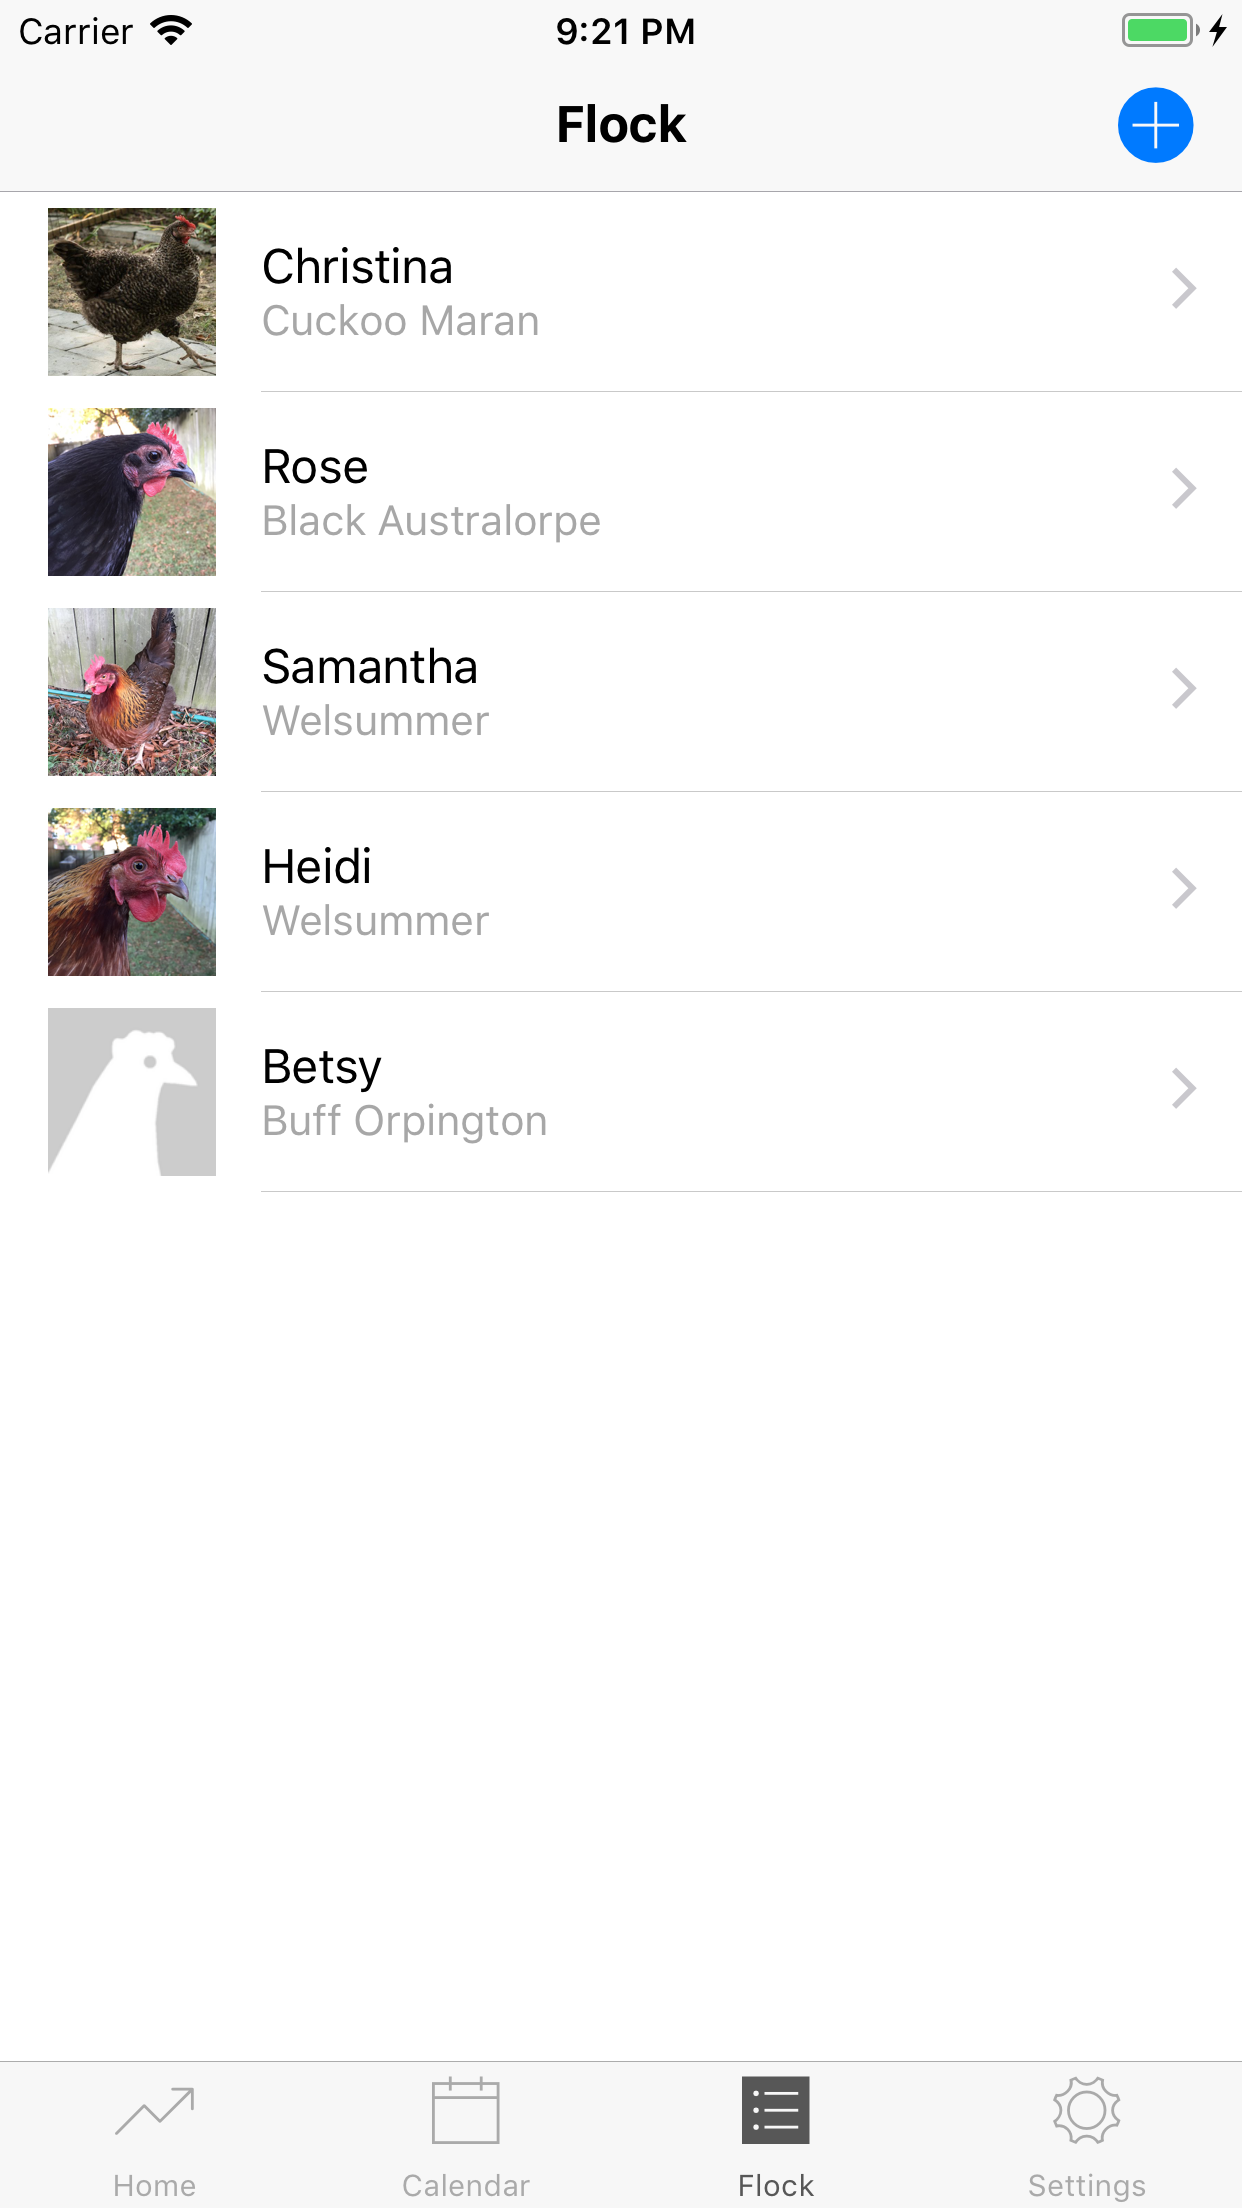 Carrier 9:21 PM
Flock
Christina
Cuckoo Maran
Rose
Black Australorpe
Samantha
Welsummer
Heidi
Welsummer
Betsy
Buff Orpington
Home Calendar Flock Settings